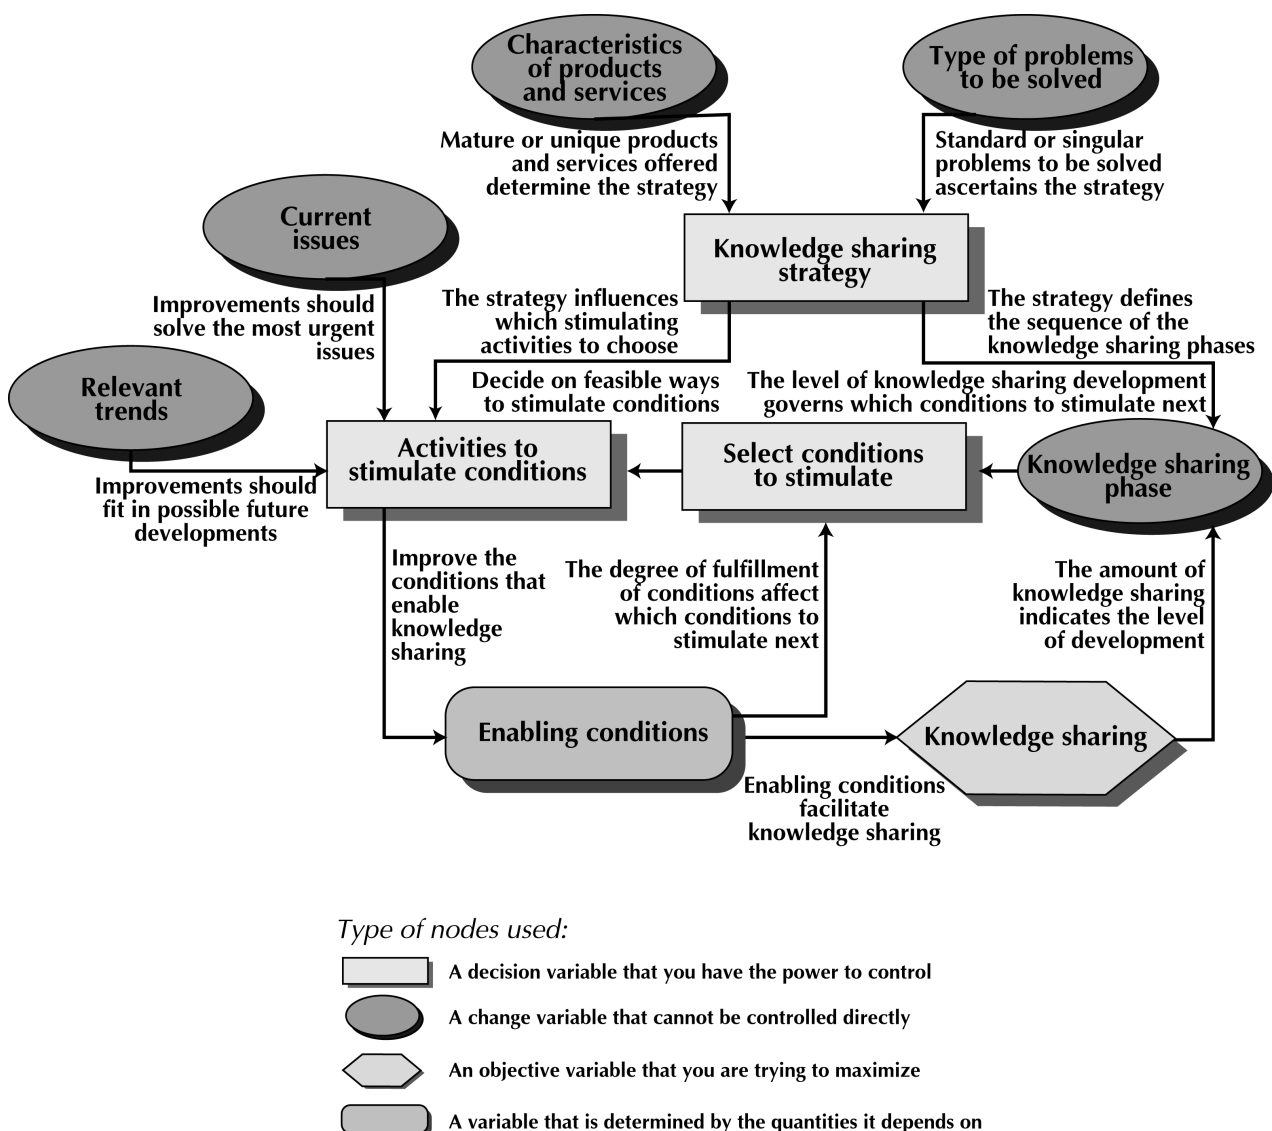 Characteristics
of products
and services
Type of problems
to be solved
Mature or unique products
and services offered
determine the strategy
Standard or singular
problems to be solved
ascertains the strategy
Current
issues
Knowledge sharing
strategy
Improvements should
solve the most urgent
issues
The strategy influences
which stimulating
activities to choose
The strategy defines
the sequence of the
knowledge sharing phases
Relevant
trends
Decide on feasible ways
to stimulate conditions
The level of knowledge sharing development
governs which conditions to stimulate next
Activities to
stimulate conditions
Select conditions
to stimulate
Knowledge sharing
phase
Improvements should
fit in possible future
developments
Improve the
conditions that
enable
knowledge
sharing
The degree of fulfillment
of conditions affect
which conditions to
stimulate next
The amount of
knowledge sharing
indicates the level
of development
Enabling conditions
Knowledge sharing
Enabling conditions
facilitate
knowledge sharing
Type of nodes used:
A decision variable that you have the power to control
A change variable that cannot be controlled directly
An objective variable that you are trying to maximize
A variable that is determined by the quantities it depends on